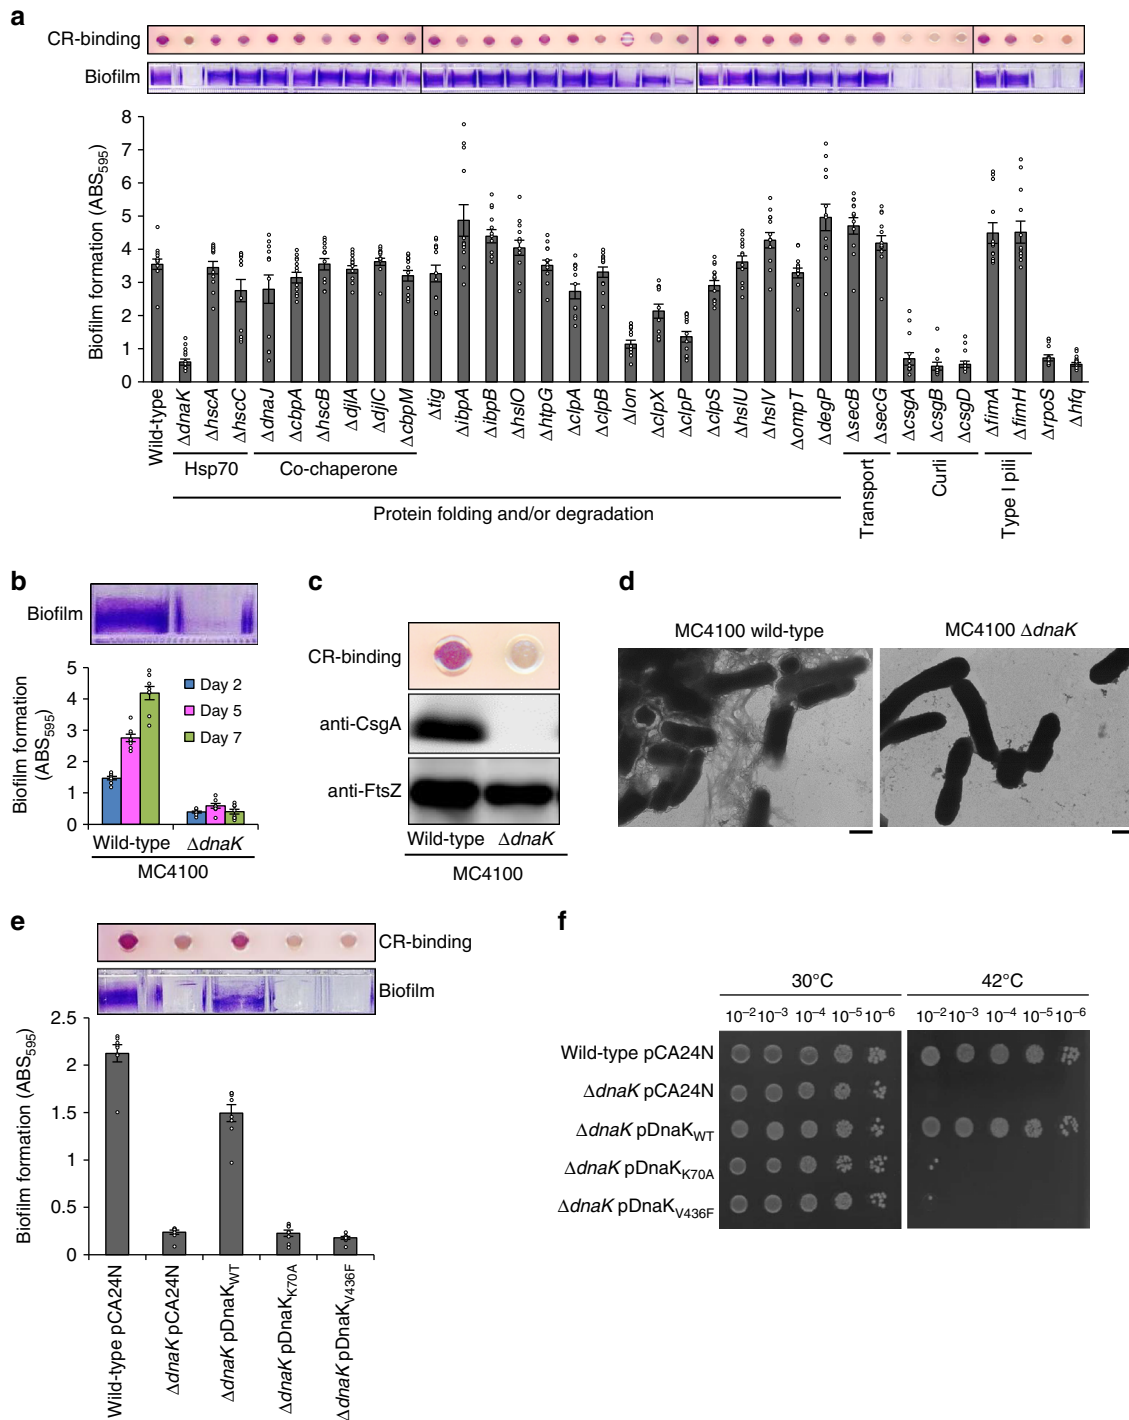 a
CR-binding
Biofilm
Biofilm formation (ABS595)
8
7
6
5
4
3
2
1
0
Wild-type
ΔdnaK
ΔhscA
ΔhscC
ΔdnaJ
ΔcbpA
ΔhscB
ΔdjlA
ΔdjlC
ΔcbpM
Δtig
ΔibpA
ΔibpB
ΔhslO
ΔhtpG
ΔclpA
ΔclpB
Δlon
ΔclpX
ΔclpP
ΔclpS
ΔhslU
ΔhslV
ΔompT
ΔdegP
ΔsecB
ΔsecG
ΔcsgA
ΔcsgB
ΔcsgD
ΔfimA
ΔfimH
ΔrpoS
Δhfq
Hsp70
Co-chaperone
Protein folding and/or degradation
Transport
Curli
Type I pili
b
Biofilm
Biofilm formation
(ABS595)
5
4
3
2
1
0
Day 2
Day 5
Day 7
Wild-type ΔdnaK
MC4100
c
CR-binding
anti-CsgA
anti-FtsZ
Wild-type ΔdnaK
MC4100
d
MC4100 wild-type
MC4100 ΔdnaK
e
CR-binding
Biofilm
Biofilm formation (ABS595)
2.5
2
1.5
1
0.5
0
Wild-type pCA24N
ΔdnaK pCA24N
ΔdnaK pDnaKWT
ΔdnaK pDnaKK70A
ΔdnaK pDnaKV436F
f
30°C 42°C
10−2 10−3 10−4 10−5 10−6 10−2 10−3 10−4 10−5 10−6
Wild-type pCA24N
ΔdnaK pCA24N
ΔdnaK pDnaKWT
ΔdnaK pDnaKK70A
ΔdnaK pDnaKV436F